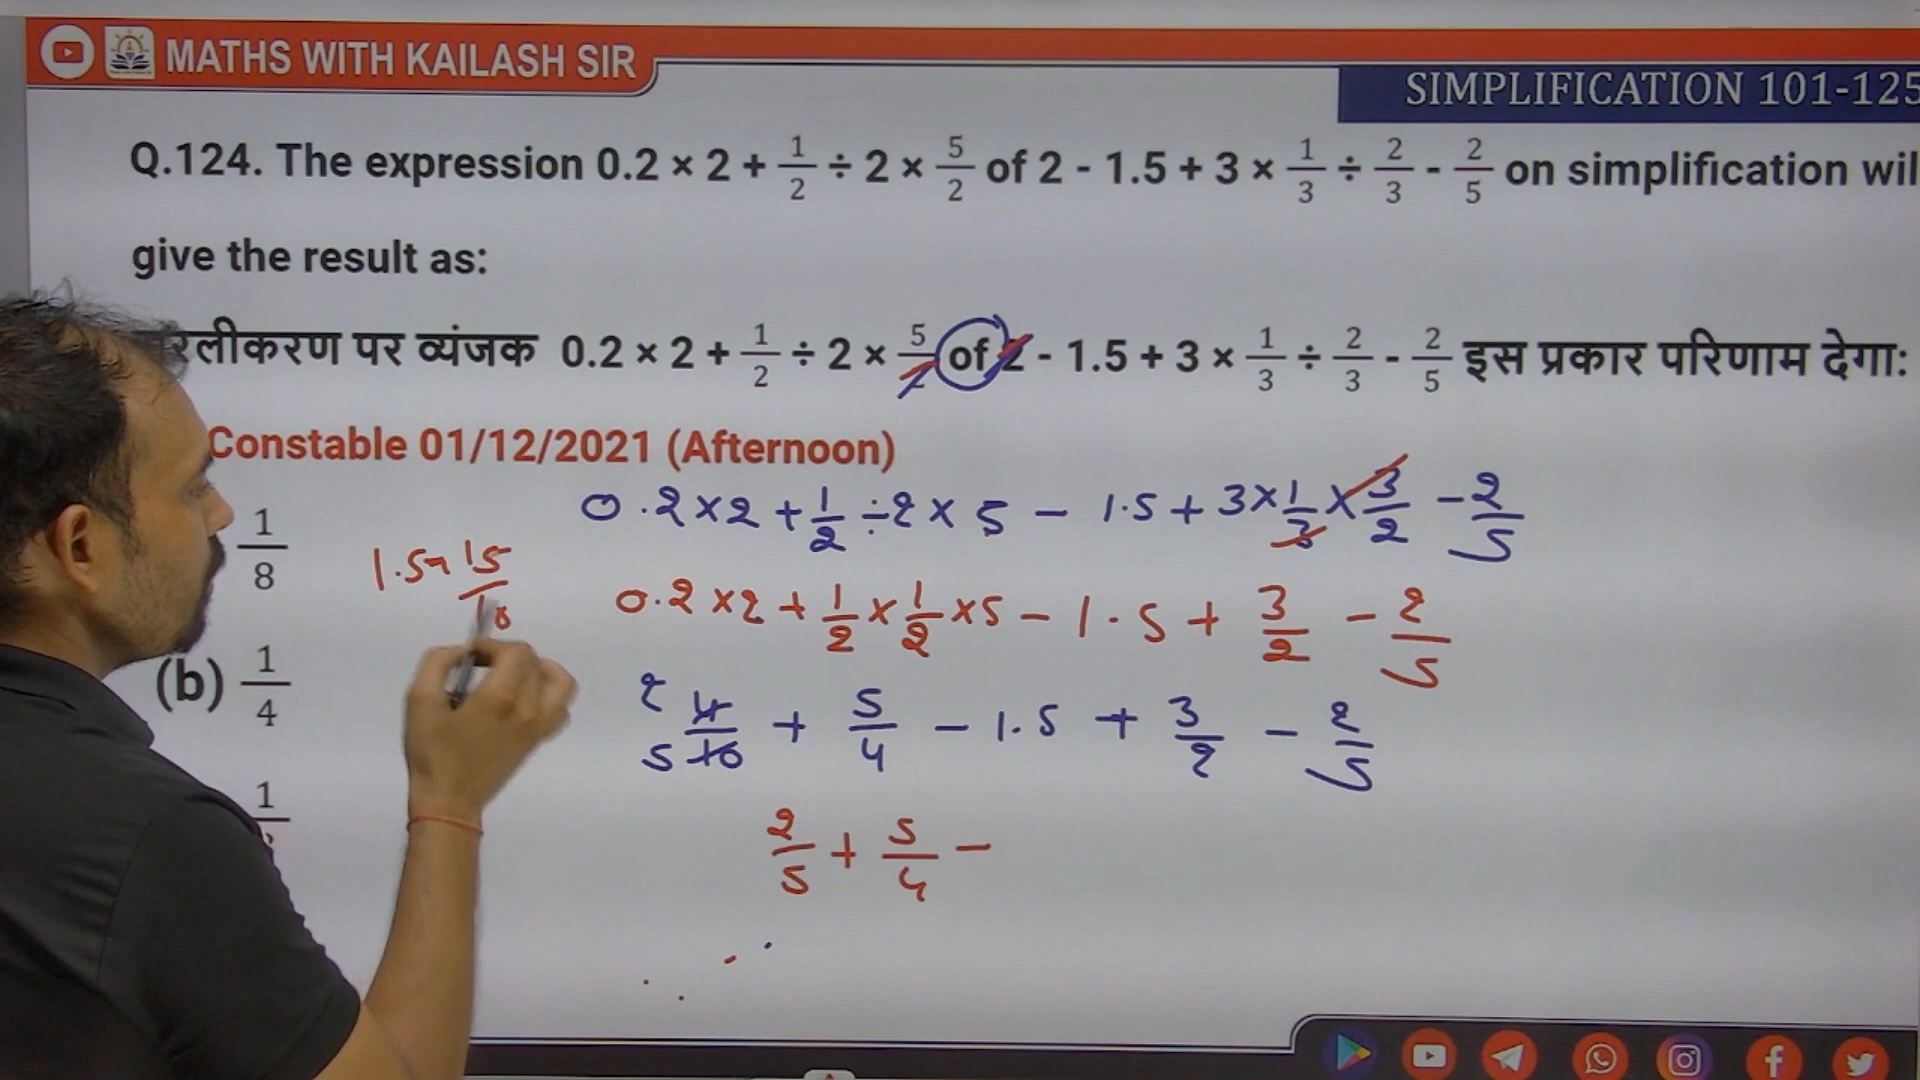 MATHS WITH KAILASH SIR
SIMPLIFICATION 101-125
Q.124. The expression 0.2 × 2 + 1/2 ÷ 2 × 5/2 of 2 - 1.5 + 3 × 1/3 ÷ 2/3 - 2/5 on simplification wil
give the result as:
रलीकरण पर व्यंजक 0.2 × 2 + 1/2 ÷ 2 × 5/2 of 2 - 1.5 + 3 × 1/3 ÷ 2/3 - 2/5 इस प्रकार परिणाम देगा:
Constable 01/12/2021 (Afternoon)
0.2×2+1/2÷2×5-1.5+3×1/3×3/2-2/5
1/8
1.5=15/10
0.2×2+1/2×1/2×5-1.5+3/2-2/5
(b) 1/4
2 4/10 5 + 5/4 - 1.5 + 3/2 - 2/5
1
2/5 + 5/4 -